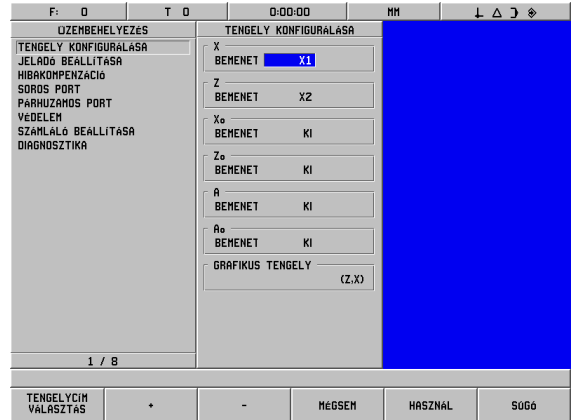 F: 0 T 0 0:00:00 MM
ÜZEMBEHELYEZÉS
TENGELY KONFIGURÁLÁSA
JELADÓ BEÁLLÍTÁSA
HIBAKOMPENZÁCIÓ
SOROS PORT
PÁRHUZAMOS PORT
VÉDELEM
SZÁMLÁLÓ BEÁLLÍTÁSA
DIAGNOSZTIKA
1 / 8
TENGELY KONFIGURÁLÁSA
X
BEMENET X1
Z
BEMENET X2
Xo
BEMENET KI
Zo
BEMENET KI
A
BEMENET KI
Ao
BEMENET KI
GRAFIKUS TENGELY
(Z,X)
TENGELYCÍM
VÁLASZTÁS
+
-
MÉGSEM
HASZNÁL
SÚGÓ